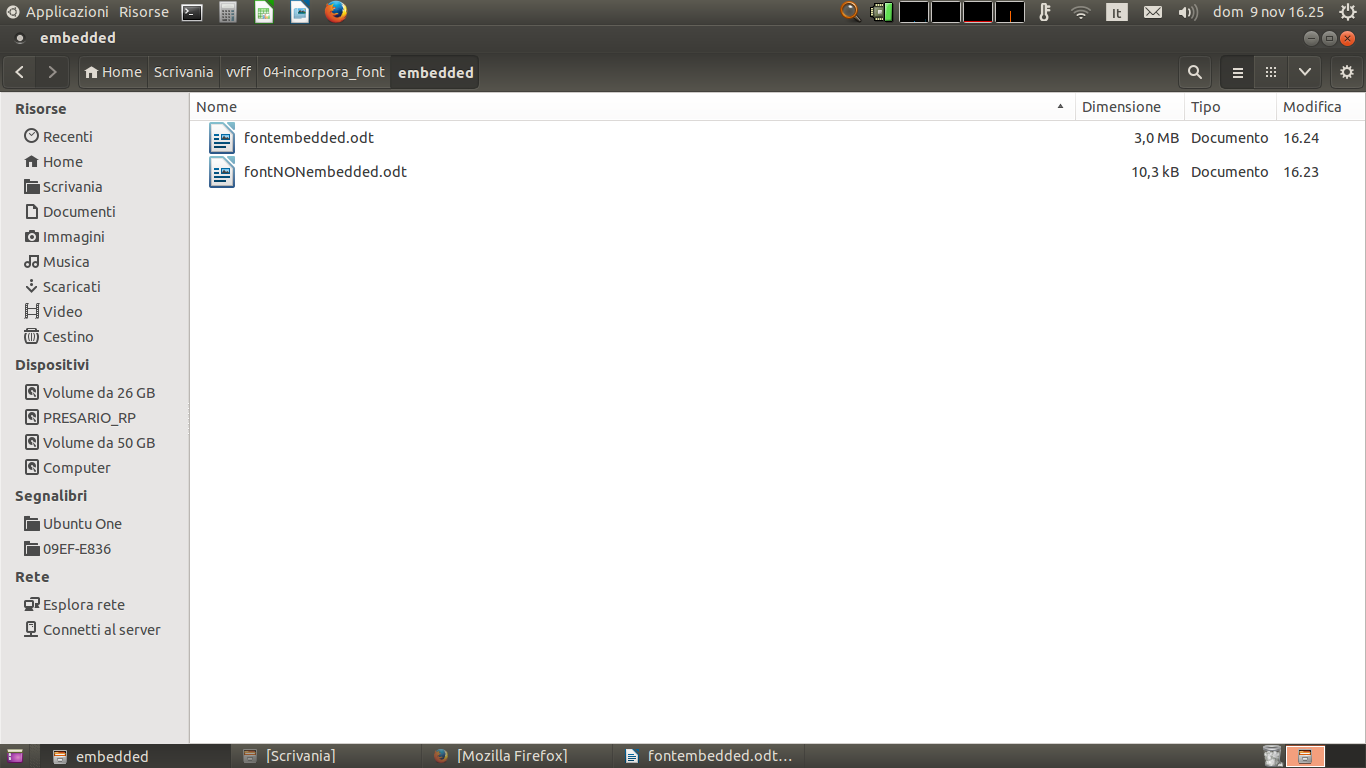 Applicazioni Risorse It dom 9 nov 16.25
embedded
Home Scrivania vvff 04-incorpora_font embedded
Risorse
Recenti
Home
Scrivania
Documenti
Immagini
Musica
Scaricati
Video
Cestino
Dispositivi
Volume da 26 GB
PRESARIO_RP
Volume da 50 GB
Computer
Segnalibri
Ubuntu One
09EF-E836
Rete
Esplora rete
Connetti al server
Nome Dimensione Tipo Modifica
fontembedded.odt 3,0 MB Documento 16.24
fontNONembedded.odt 10,3 kB Documento 16.23
embedded [Scrivania] [Mozilla Firefox] fontembedded.odt...